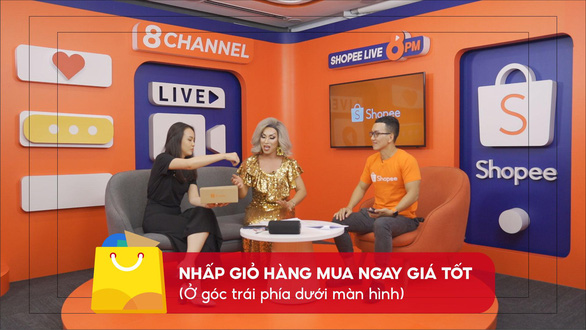 8 CHANNEL
SHOPEE LIVE 8PM
LIVE
S Shopee
S
Shopee
NHẤP GIỎ HÀNG MUA NGAY GIÁ TỐT
(Ở góc trái phía dưới màn hình)